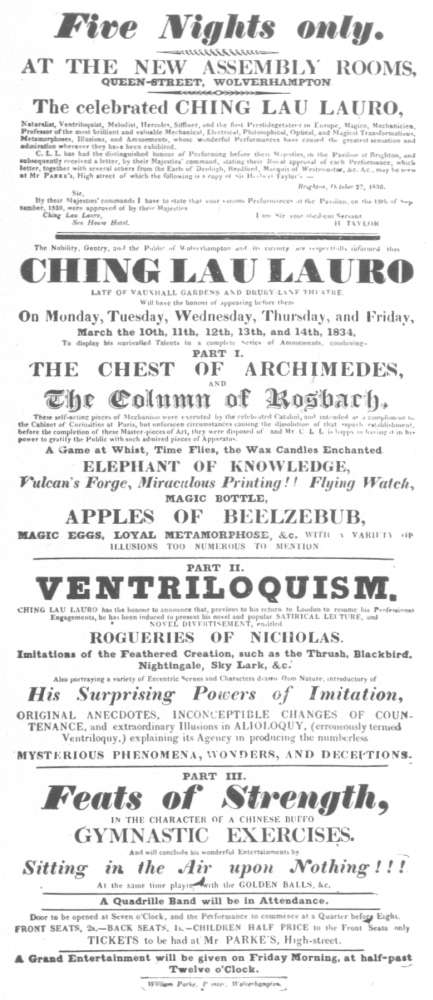 Five Nights only.
AT THE NEW ASSEMBLY ROOMS,
QUEEN-STREET, WOLVERHAMPTON
The celebrated CHING LAU LAURO,
Naturalist, Ventriloquist, Melodist, Hercules, Siffleur, and the first Prestidegetateur in Europe, Magico, Mechanicien,
Professor of the most brilliant and valuable Mechanical, Electrical, Philosophical, Optical, and Magical Transformations,
Metamorphoses, Illusions, and Amusements, whose wonderful Performances have caused the greatest sensation and
admiration wherever they have been exhibited.
C. L. L. has had the distinguished honour of Performing before their Majesties, in the Pavilion at Brighton, and
subsequently received a letter, by their Majesties' command, stating their Royal approval of each Performance, which
letter, together with several others from the Earls of Denbigh, Bradford, Marquis of Westminster, &c. &c., may be seen
at Mr PARKE'S, High street of which the following is a copy of Sir Herbert Taylor's —
Brighton, October 27, 1830.
Sir,
By their Majesties' commands I have to state that your various Performances at the Pavilion, on the 19th of Sep-
tember, 1830, were approved of by their Majesties
Ching Lau Lauro, I am Sir your obedient Servant,
Sea House Hotel. H. TAYLOR
The Nobility, Gentry, and the Public of Wolverhampton and its vicinity are respectfully informed that
CHING LAU LAURO
LATE OF VAUXHALL GARDENS AND DRURY-LANE THEATRE.
Will have the honour of appearing before them
On Monday, Tuesday, Wednesday, Thursday, and Friday,
March the 10th, 11th, 12th, 13th, and 14th, 1834,
To display his unrivalled Talents in a complete series of Amusements, combining-
PART I.
THE CHEST OF ARCHIMEDES,
AND
The Column of Rosbach.
These self-acting pieces of Mechanism were executed by the celebrated Catalini, and intended as a compliment to
the Cabinet of Curiosities at Paris, but unforseen circumstances causing the dissolution of that superb establishment,
before the completion of these Master-pieces of Art, they were disposed of and Mr C. L. L. is happy in having it in his
power to gratify the Public with such admired pieces of Apparatus.
A Game at Whist, Time Flies, the Wax Candles Enchanted
ELEPHANT OF KNOWLEDGE,
Vulcan's Forge, Miraculous Printing!! Flying Watch,
MAGIC BOTTLE,
APPLES OF BEELZEBUB,
MAGIC EGGS, LOYAL METAMORPHOSE, &c. WITH A VARIETY OF
ILLUSIONS TOO NUMEROUS TO MENTION
PART II.
VENTRILOQUISM.
CHING LAU LAURO has the honour to announce that, previous to his return to London to resume his Professional
Engagements, he has been induced to present his novel and popular SATIRICAL LECTURE, and
NOVEL DIVERTISEMENT, entitled
ROGUERIES OF NICHOLAS.
Imitations of the Feathered Creation, such as the Thrush, Blackbird,
Nightingale, Sky Lark, &c.
Also portraying a variety of Eccentric Scenes and Characters drawn from Nature, introductory of
His Surprising Powers of Imitation,
ORIGINAL ANECDOTES, INCONCEPTIBLE CHANGES OF COUN-
TENANCE, and extraordinary Illusions in ALIOLOQUY, (erroneously termed
Ventriloquy,) explaining its Agency in producing the numberless
MYSTERIOUS PHENOMENA, WONDERS, AND DECEPTIONS.
PART III.
Feats of Strength,
IN THE CHARACTER OF A CHINESE BUFFO
GYMNASTIC EXERCISES.
And will conclude his wonderful Entertainments by
Sitting in the Air upon Nothing!!!
At the same time playing with the GOLDEN BALLS, &c.
A Quadrille Band will be in Attendance.
Door to be opened at Seven o'Clock, and the Performance to commence at a Quarter before Eight.
FRONT SEATS, 2s.—BACK SEATS, 1s.—CHILDREN HALF PRICE to the Front Seats only
TICKETS to be had at Mr PARKE'S, High-street.
A Grand Entertainment will be given on Friday Morning, at half-past
Twelve o'Clock.
William Parke, Printer, Wolverhampton.